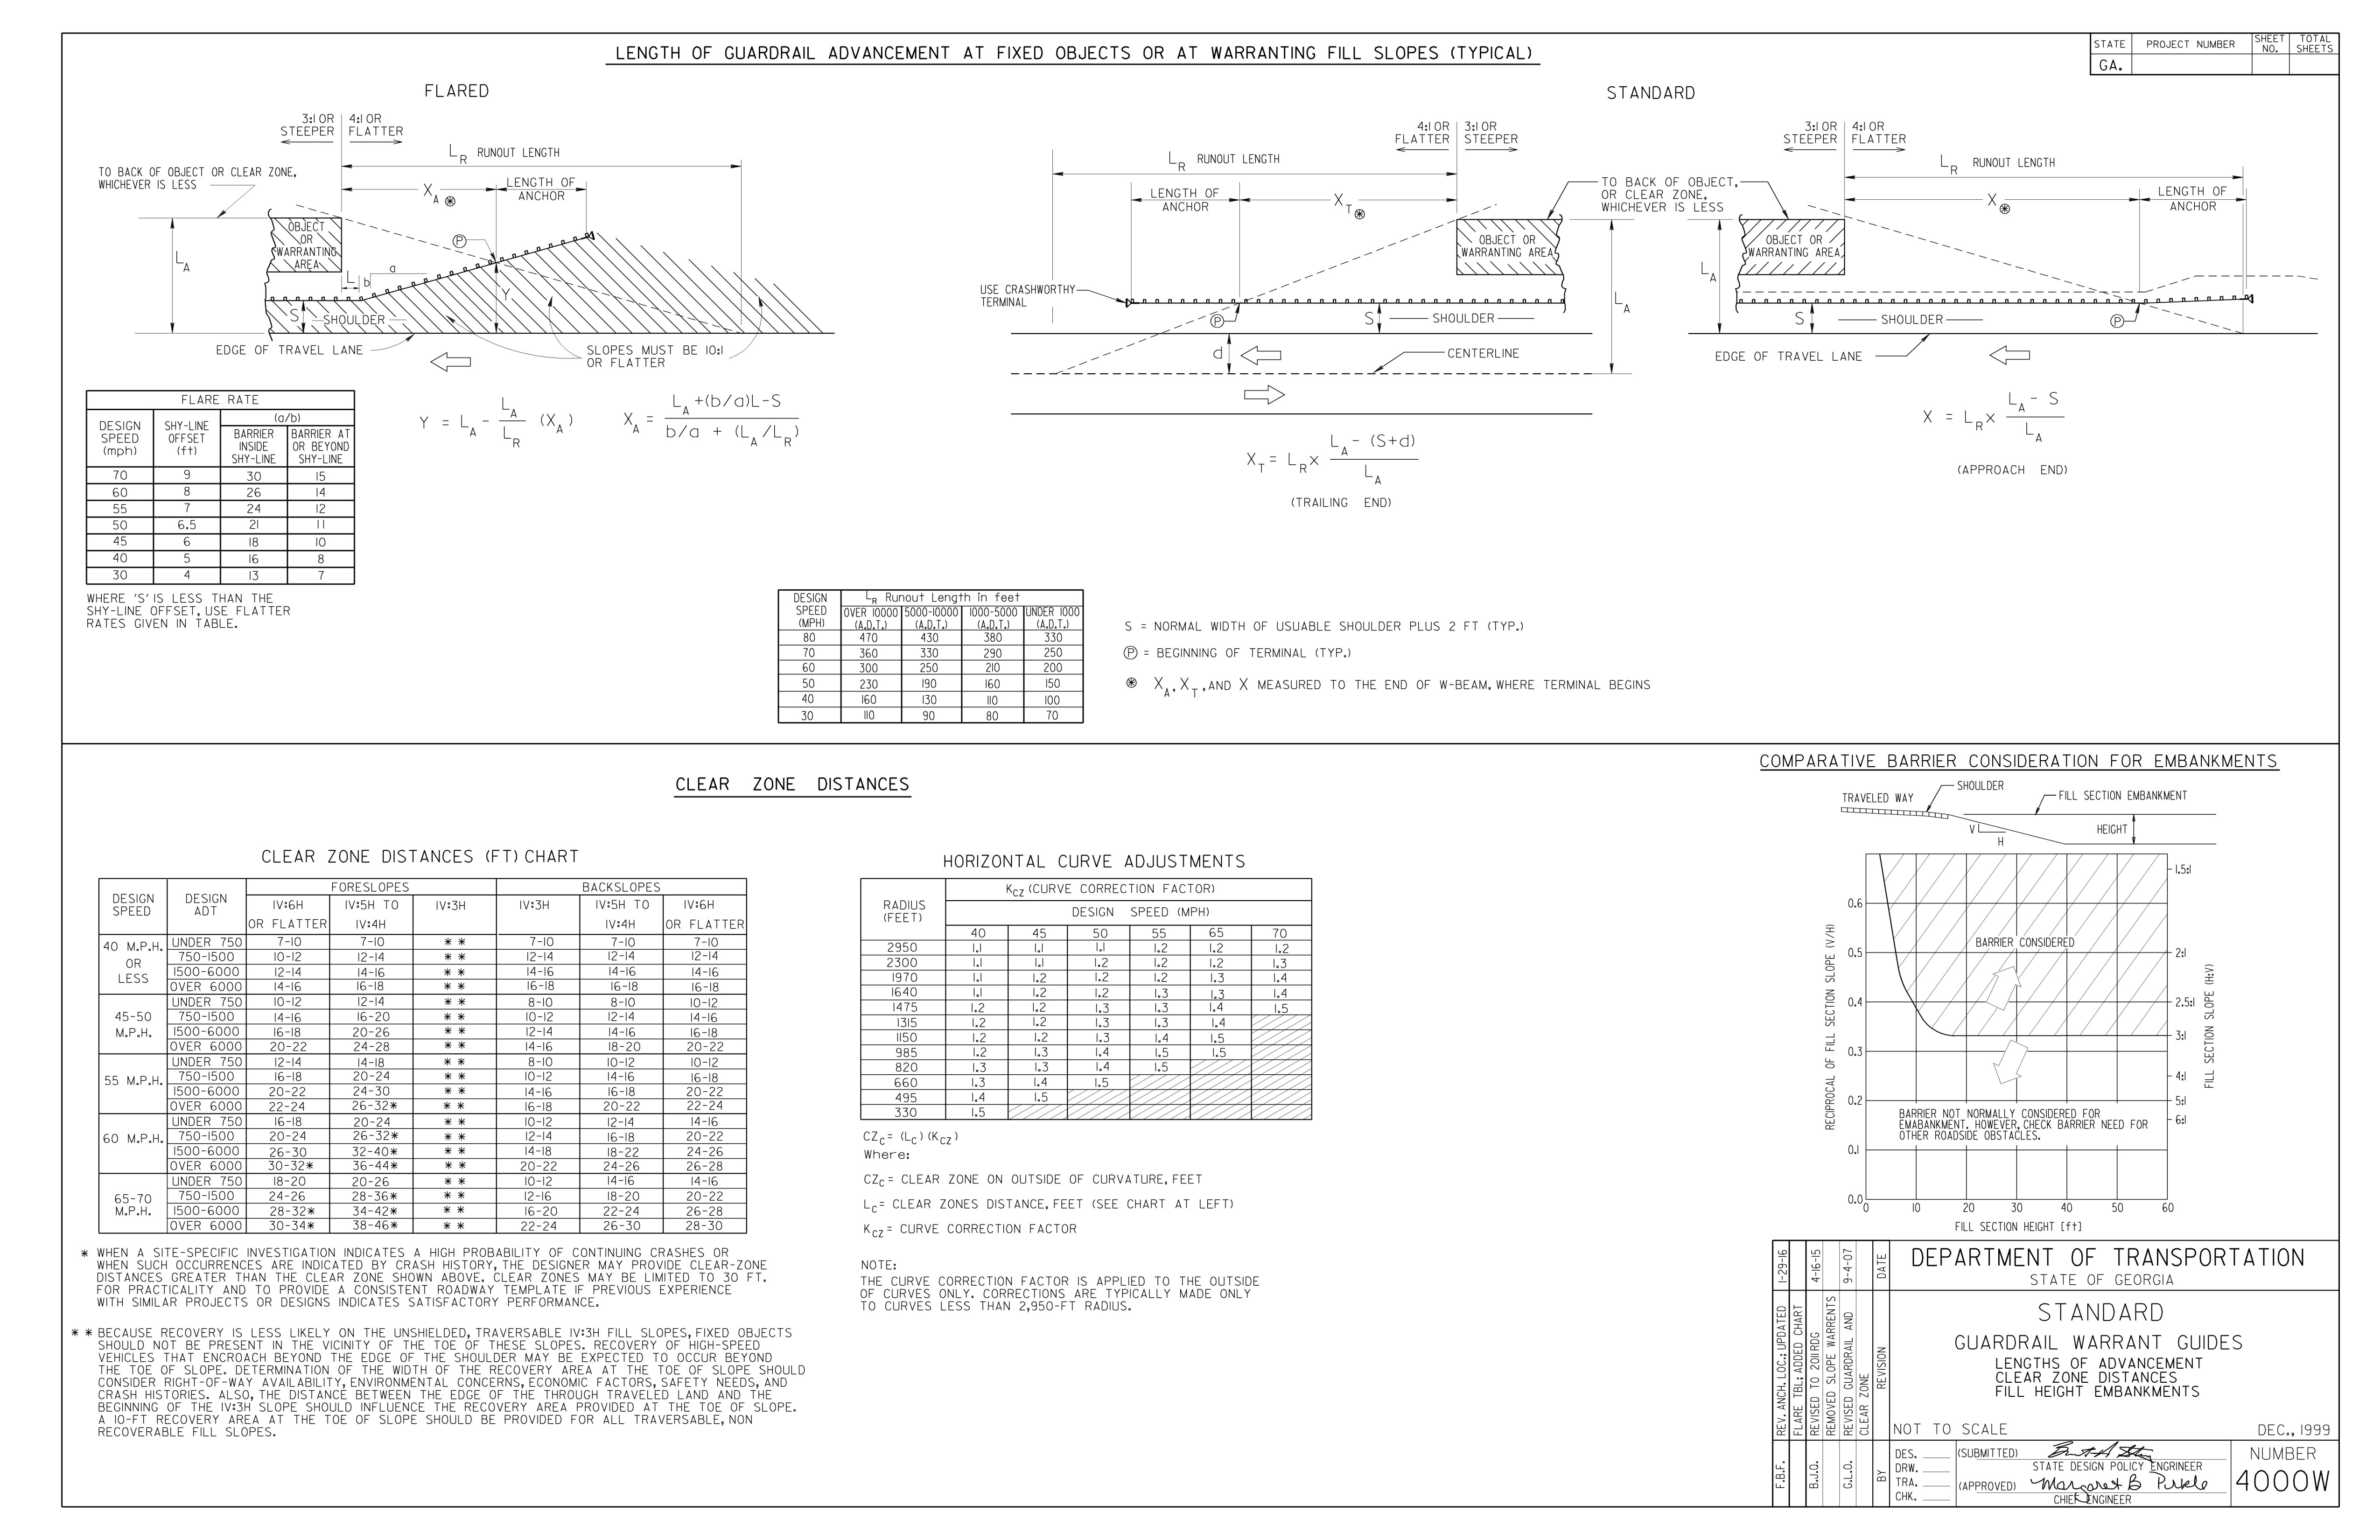 LENGTH OF GUARDRAIL ADVANCEMENT AT FIXED OBJECTS OR AT WARRANTING FILL SLOPES (TYPICAL)
STATE PROJECT NUMBER SHEET NO. TOTAL SHEETS
GA.
FLARED
3:1 OR STEEPER
4:1 OR FLATTER
LR RUNOUT LENGTH
TO BACK OF OBJECT OR CLEAR ZONE,
WHICHEVER IS LESS
XA ⊛
LENGTH OF
ANCHOR
OBJECT
OR
WARRANTING
AREA
P
LA
L
a
b
Y
S
SHOULDER
EDGE OF TRAVEL LANE
SLOPES MUST BE 10:1
OR FLATTER
Y = LA - LA/LR (XA)
XA = LA +(b/a)L-S / b/a + (LA/LR)
FLARE RATE
DESIGN SPEED (mph) SHY-LINE OFFSET (ft) (a/b)
BARRIER INSIDE SHY-LINE BARRIER AT OR BEYOND SHY-LINE
70 9 30 15
60 8 26 14
55 7 24 12
50 6.5 21 11
45 6 18 10
40 5 16 8
30 4 13 7
WHERE 'S' IS LESS THAN THE
SHY-LINE OFFSET, USE FLATTER
RATES GIVEN IN TABLE.
STANDARD
4:1 OR FLATTER
3:1 OR STEEPER
LR RUNOUT LENGTH
LENGTH OF
ANCHOR
XT ⊛
TO BACK OF OBJECT,
OR CLEAR ZONE,
WHICHEVER IS LESS
OBJECT OR
WARRANTING AREA
USE CRASHWORTHY
TERMINAL
P
S
SHOULDER
LA
d
CENTERLINE
XT = LR x LA - (S+d) / LA
(TRAILING END)
3:1 OR STEEPER
4:1 OR FLATTER
LR RUNOUT LENGTH
X ⊛
LENGTH OF
ANCHOR
OBJECT OR
WARRANTING AREA
LA
S
SHOULDER
P
EDGE OF TRAVEL LANE
X = LR x LA - S / LA
(APPROACH END)
DESIGN SPEED (MPH) LR Runout Length in feet
OVER 10000 (A.D.T.) 5000-10000 (A.D.T.) 1000-5000 (A.D.T.) UNDER 1000 (A.D.T.)
80 470 430 380 330
70 360 330 290 250
60 300 250 210 200
50 230 190 160 150
40 160 130 110 100
30 110 90 80 70
S = NORMAL WIDTH OF USUABLE SHOULDER PLUS 2 FT (TYP.)
P = BEGINNING OF TERMINAL (TYP.)
⊛ XA, XT, AND X MEASURED TO THE END OF W-BEAM, WHERE TERMINAL BEGINS
CLEAR ZONE DISTANCES
CLEAR ZONE DISTANCES (FT) CHART
DESIGN SPEED DESIGN ADT FORESLOPES BACKSLOPES
1V:6H OR FLATTER 1V:5H TO 1V:4H 1V:3H 1V:3H 1V:5H TO 1V:4H 1V:6H OR FLATTER
40 M.P.H. OR LESS
UNDER 750 7-10 7-10 * * 7-10 7-10 7-10
750-1500 10-12 12-14 * * 12-14 12-14 12-14
1500-6000 12-14 14-16 * * 14-16 14-16 14-16
OVER 6000 14-16 16-18 * * 16-18 16-18 16-18
45-50 M.P.H.
UNDER 750 10-12 12-14 * * 8-10 8-10 10-12
750-1500 14-16 16-20 * * 10-12 12-14 14-16
1500-6000 16-18 20-26 * * 12-14 14-16 16-18
OVER 6000 20-22 24-28 * * 14-16 18-20 20-22
55 M.P.H.
UNDER 750 12-14 14-18 * * 8-10 10-12 10-12
750-1500 16-18 20-24 * * 10-12 14-16 16-18
1500-6000 20-22 24-30 * * 14-16 16-18 20-22
OVER 6000 22-24 26-32* * * 16-18 20-22 22-24
60 M.P.H.
UNDER 750 16-18 20-24 * * 10-12 12-14 14-16
750-1500 20-24 26-32* * * 12-14 16-18 20-22
1500-6000 26-30 32-40* * * 14-18 18-22 24-26
OVER 6000 30-32* 36-44* * * 20-22 24-26 26-28
65-70 M.P.H.
UNDER 750 18-20 20-26 * * 10-12 14-16 14-16
750-1500 24-26 28-36* * * 12-16 18-20 20-22
1500-6000 28-32* 34-42* * * 16-20 22-24 26-28
OVER 6000 30-34* 38-46* * * 22-24 26-30 28-30
* WHEN A SITE-SPECIFIC INVESTIGATION INDICATES A HIGH PROBABILITY OF CONTINUING CRASHES OR
WHEN SUCH OCCURRENCES ARE INDICATED BY CRASH HISTORY, THE DESIGNER MAY PROVIDE CLEAR-ZONE
DISTANCES GREATER THAN THE CLEAR ZONE SHOWN ABOVE. CLEAR ZONES MAY BE LIMITED TO 30 FT.
FOR PRACTICALITY AND TO PROVIDE A CONSISTENT ROADWAY TEMPLATE IF PREVIOUS EXPERIENCE
WITH SIMILAR PROJECTS OR DESIGNS INDICATES SATISFACTORY PERFORMANCE.
* * BECAUSE RECOVERY IS LESS LIKELY ON THE UNSHIELDED, TRAVERSABLE 1V:3H FILL SLOPES, FIXED OBJECTS
SHOULD NOT BE PRESENT IN THE VICINITY OF THE TOE OF THESE SLOPES. RECOVERY OF HIGH-SPEED
VEHICLES THAT ENCROACH BEYOND THE EDGE OF THE SHOULDER MAY BE EXPECTED TO OCCUR BEYOND
THE TOE OF SLOPE. DETERMINATION OF THE WIDTH OF THE RECOVERY AREA AT THE TOE OF SLOPE SHOULD
CONSIDER RIGHT-OF-WAY AVAILABILITY, ENVIRONMENTAL CONCERNS, ECONOMIC FACTORS, SAFETY NEEDS, AND
CRASH HISTORIES. ALSO, THE DISTANCE BETWEEN THE EDGE OF THE THROUGH TRAVELED LAND AND THE
BEGINNING OF THE 1V:3H SLOPE SHOULD INFLUENCE THE RECOVERY AREA PROVIDED AT THE TOE OF SLOPE.
A 10-FT RECOVERY AREA AT THE TOE OF SLOPE SHOULD BE PROVIDED FOR ALL TRAVERSABLE, NON
RECOVERABLE FILL SLOPES.
HORIZONTAL CURVE ADJUSTMENTS
RADIUS (FEET) KCZ (CURVE CORRECTION FACTOR)
DESIGN SPEED (MPH)
40 45 50 55 65 70
2950 1.1 1.1 1.1 1.2 1.2 1.2
2300 1.1 1.1 1.2 1.2 1.2 1.3
1970 1.1 1.2 1.2 1.2 1.3 1.4
1640 1.1 1.2 1.2 1.3 1.3 1.4
1475 1.2 1.2 1.3 1.3 1.4 1.5
1315 1.2 1.2 1.3 1.3 1.4
1150 1.2 1.2 1.3 1.4 1.5
985 1.2 1.3 1.4 1.5 1.5
820 1.3 1.3 1.4 1.5
660 1.3 1.4 1.5
495 1.4 1.5
330 1.5
CZC = (LC) (KCZ)
Where:
CZC = CLEAR ZONE ON OUTSIDE OF CURVATURE, FEET
LC = CLEAR ZONES DISTANCE, FEET (SEE CHART AT LEFT)
KCZ = CURVE CORRECTION FACTOR
NOTE:
THE CURVE CORRECTION FACTOR IS APPLIED TO THE OUTSIDE
OF CURVES ONLY. CORRECTIONS ARE TYPICALLY MADE ONLY
TO CURVES LESS THAN 2,950-FT RADIUS.
COMPARATIVE BARRIER CONSIDERATION FOR EMBANKMENTS
SHOULDER
TRAVELED WAY
FILL SECTION EMBANKMENT
V
H
HEIGHT
RECIPROCAL OF FILL SECTION SLOPE (V/H)
0.6
0.5
0.4
0.3
0.2
0.1
0.0
0 10 20 30 40 50 60
FILL SECTION HEIGHT [ft]
1.5:1
2:1
2.5:1
3:1
4:1
5:1
6:1
FILL SECTION SLOPE (H:V)
BARRIER CONSIDERED
BARRIER NOT NORMALLY CONSIDERED FOR
EMABANKMENT. HOWEVER, CHECK BARRIER NEED FOR
OTHER ROADSIDE OBSTACLES.
1-29-16
4-16-15
9-4-07
DATE
REV. ANCH. LOC.; UPDATED
FLARE TBL; ADDED CHART
REVISED TO 2011 RDG
REMOVED SLOPE WARRENTS
REVISED GUARDRAIL AND
CLEAR ZONE
REVISION
F.B.F.
B.J.O.
G.L.O.
BY
DEPARTMENT OF TRANSPORTATION
STATE OF GEORGIA
STANDARD
GUARDRAIL WARRANT GUIDES
LENGTHS OF ADVANCEMENT
CLEAR ZONE DISTANCES
FILL HEIGHT EMBANKMENTS
NOT TO SCALE
DEC., 1999
DES.
DRW.
TRA.
CHK.
(SUBMITTED)
STATE DESIGN POLICY ENGINEER
(APPROVED) Margaret B Pirkle
CHIEF ENGINEER
NUMBER
4000W